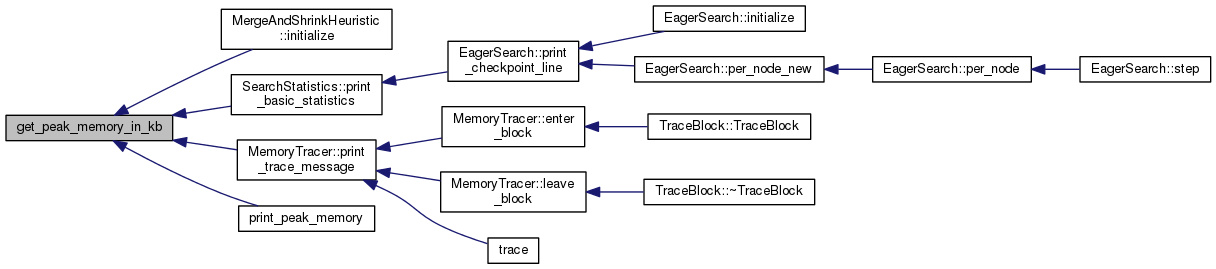 get_peak_memory_in_kb
MergeAndShrinkHeuristic
::initialize
SearchStatistics::print
_basic_statistics
MemoryTracer::print
_trace_message
print_peak_memory
EagerSearch::print
_checkpoint_line
MemoryTracer::enter
_block
MemoryTracer::leave
_block
trace
EagerSearch::initialize
EagerSearch::per_node_new
TraceBlock::TraceBlock
TraceBlock::~TraceBlock
EagerSearch::per_node
EagerSearch::step